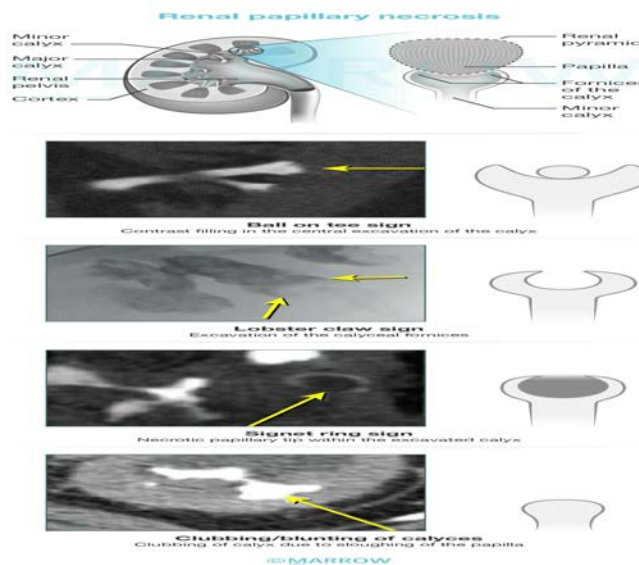 Renal papillary necrosis
Minor calyx
Major calyx
Renal pelvis
Cortex
Renal pyramid
Papilla
Fornices of the calyx
Minor calyx
Ball on tee sign
Contrast filling in the central excavation of the calyx
Lobster claw sign
Excavation of the calyceal fornices
Signet ring sign
Necrotic papillary tip within the excavated calyx
Clubbing/blunting of calyces
Clubbing of calyx due to sloughing of the papilla
©MARROW